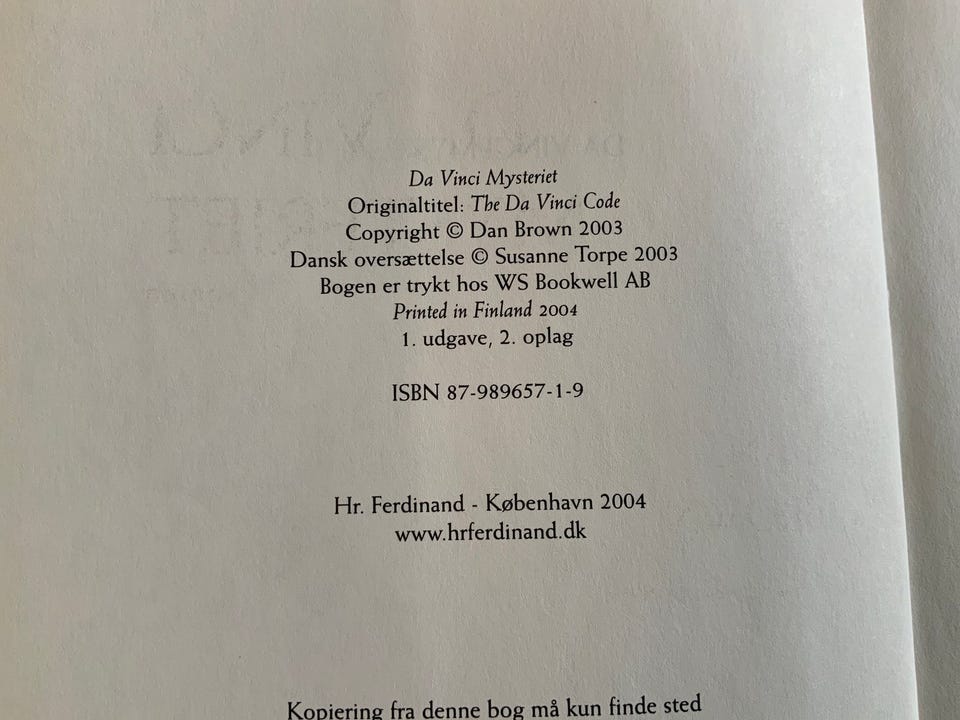 Da Vinci Mysteriet
Originaltitel: The Da Vinci Code
Copyright © Dan Brown 2003
Dansk oversættelse © Susanne Torpe 2003
Bogen er trykt hos WS Bookwell AB
Printed in Finland 2004
1. udgave, 2. oplag
ISBN 87-989657-1-9
Hr. Ferdinand - København 2004
www.hrferdinand.dk
Kopiering fra denne bog må kun finde sted